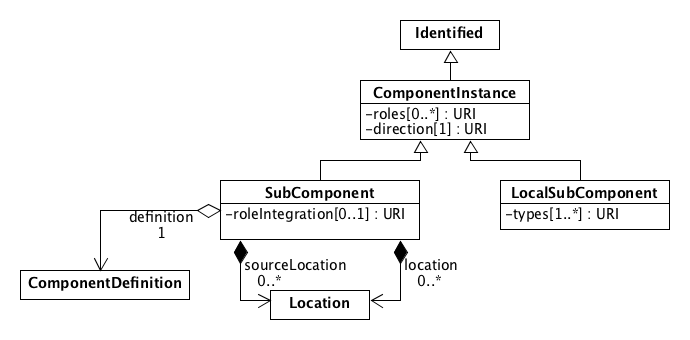 Identified
ComponentInstance
-roles[0..*] : URI
-direction[1] : URI
SubComponent
-roleIntegration[0..1] : URI
LocalSubComponent
-types[1..*] : URI
definition
1
ComponentDefinition
sourceLocation
0..*
location
0..*
Location